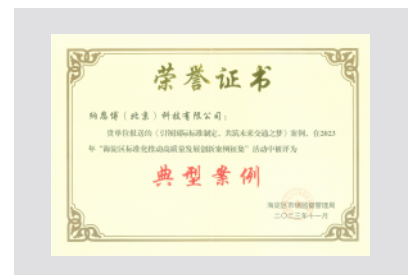 荣誉证书
纳恩博（北京）科技有限公司：
贵单位报送的《引领国际标准制定，共筑未来交通之梦》案例，在2023
年“海淀区标准化推动高质量发展创新案例征集”活动中被评为
典型案例
海淀区市场监督管理局
二〇二三年十一月